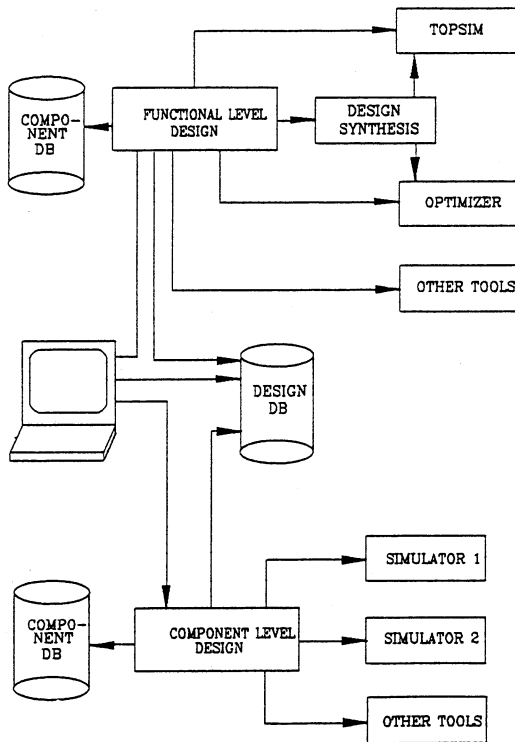 TOPSIM
COMPO-
NENT
DB
FUNCTIONAL LEVEL
DESIGN
DESIGN
SYNTHESIS
OPTIMIZER
OTHER TOOLS
DESIGN
DB
SIMULATOR 1
COMPO-
NENT
DB
COMPONENT LEVEL
DESIGN
SIMULATOR 2
OTHER TOOLS